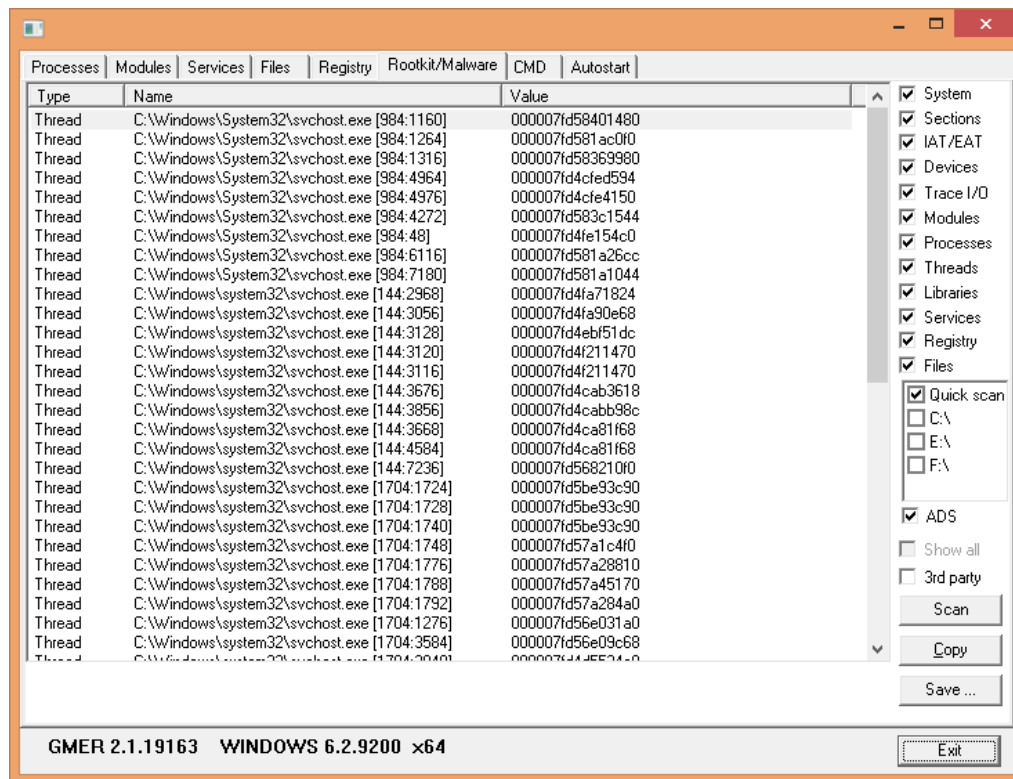 Processes Modules Services Files Registry Rootkit/Malware CMD Autostart
Type Name Value
Thread C:\Windows\System32\svchost.exe [984:1160] 000007fd58401480
Thread C:\Windows\System32\svchost.exe [984:1264] 000007fd581ac0f0
Thread C:\Windows\System32\svchost.exe [984:1316] 000007fd58369980
Thread C:\Windows\System32\svchost.exe [984:4964] 000007fd4cfed594
Thread C:\Windows\System32\svchost.exe [984:4976] 000007fd4cfe4150
Thread C:\Windows\System32\svchost.exe [984:4272] 000007fd583c1544
Thread C:\Windows\System32\svchost.exe [984:48] 000007fd4fe154c0
Thread C:\Windows\System32\svchost.exe [984:6116] 000007fd581a26cc
Thread C:\Windows\System32\svchost.exe [984:7180] 000007fd581a1044
Thread C:\Windows\system32\svchost.exe [144:2968] 000007fd4fa71824
Thread C:\Windows\system32\svchost.exe [144:3056] 000007fd4fa90e68
Thread C:\Windows\system32\svchost.exe [144:3128] 000007fd4ebf51dc
Thread C:\Windows\system32\svchost.exe [144:3120] 000007fd4f211470
Thread C:\Windows\system32\svchost.exe [144:3116] 000007fd4f211470
Thread C:\Windows\system32\svchost.exe [144:3676] 000007fd4cab3618
Thread C:\Windows\system32\svchost.exe [144:3856] 000007fd4cabb98c
Thread C:\Windows\system32\svchost.exe [144:3668] 000007fd4ca81f68
Thread C:\Windows\system32\svchost.exe [144:4584] 000007fd4ca81f68
Thread C:\Windows\system32\svchost.exe [144:7236] 000007fd568210f0
Thread C:\Windows\system32\svchost.exe [1704:1724] 000007fd5be93c90
Thread C:\Windows\system32\svchost.exe [1704:1728] 000007fd5be93c90
Thread C:\Windows\system32\svchost.exe [1704:1740] 000007fd5be93c90
Thread C:\Windows\system32\svchost.exe [1704:1748] 000007fd57a1c4f0
Thread C:\Windows\system32\svchost.exe [1704:1776] 000007fd57a28810
Thread C:\Windows\system32\svchost.exe [1704:1788] 000007fd57a45170
Thread C:\Windows\system32\svchost.exe [1704:1792] 000007fd57a284a0
Thread C:\Windows\system32\svchost.exe [1704:1276] 000007fd56e031a0
Thread C:\Windows\system32\svchost.exe [1704:3584] 000007fd56e09c68
System
Sections
IAT/EAT
Devices
Trace I/O
Modules
Processes
Threads
Libraries
Services
Registry
Files
Quick scan
C:\
E:\
F:\
ADS
Show all
3rd party
Scan
Copy
Save ...
GMER 2.1.19163 WINDOWS 6.2.9200 x64
Exit